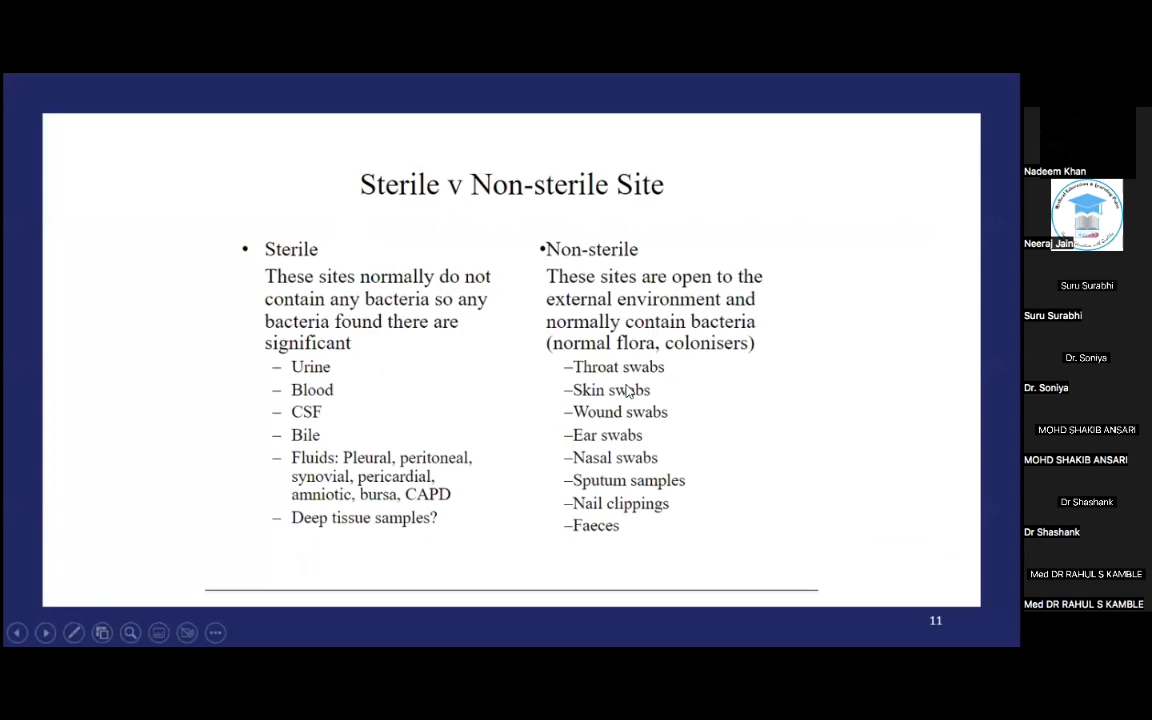 Sterile v Non-sterile Site
• Sterile
These sites normally do not
contain any bacteria so any
bacteria found there are
significant
– Urine
– Blood
– CSF
– Bile
– Fluids: Pleural, peritoneal,
synovial, pericardial,
amniotic, bursa, CAPD
– Deep tissue samples?
•Non-sterile
These sites are open to the
external environment and
normally contain bacteria
(normal flora, colonisers)
–Throat swabs
–Skin swabs
–Wound swabs
–Ear swabs
–Nasal swabs
–Sputum samples
–Nail clippings
–Faeces
11
Nadeem Khan
Neeraj Jain
Suru Surabhi
Suru Surabhi
Dr. Soniya
Dr. Soniya
MOHD SHAKIB ANSARI
MOHD SHAKIB ANSARI
Dr Shashank
Dr Shashank
Med DR RAHUL S KAMBLE
Med DR RAHUL S KAMBLE